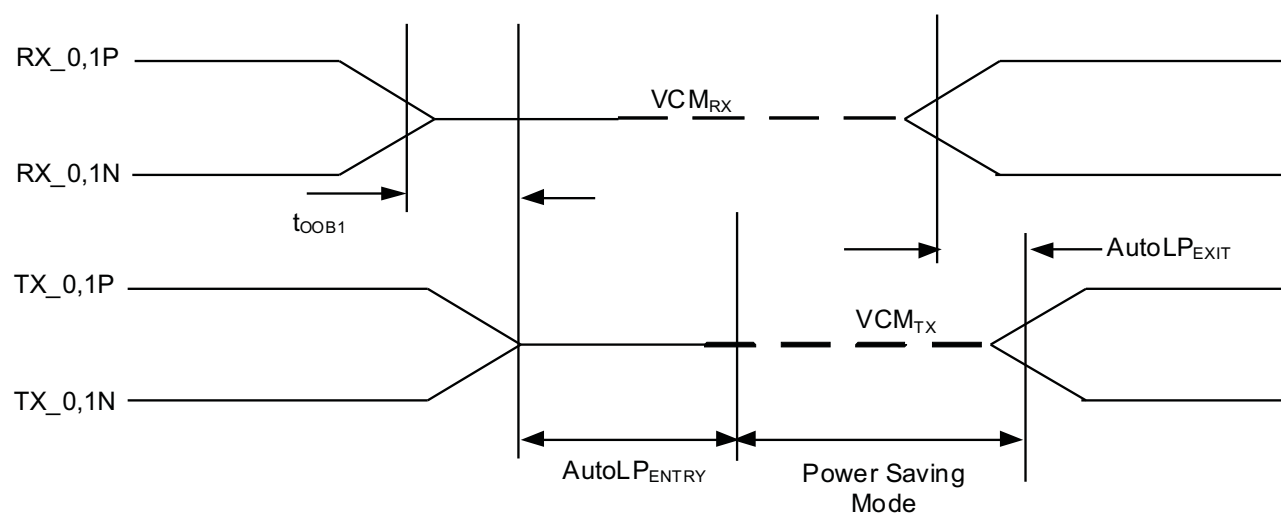 RX_0,1P
VCMRX
RX_0,1N
tOOB1
AutoLPEXIT
TX_0,1P
VCMTX
TX_0,1N
AutoLPENTRY
Power Saving
Mode